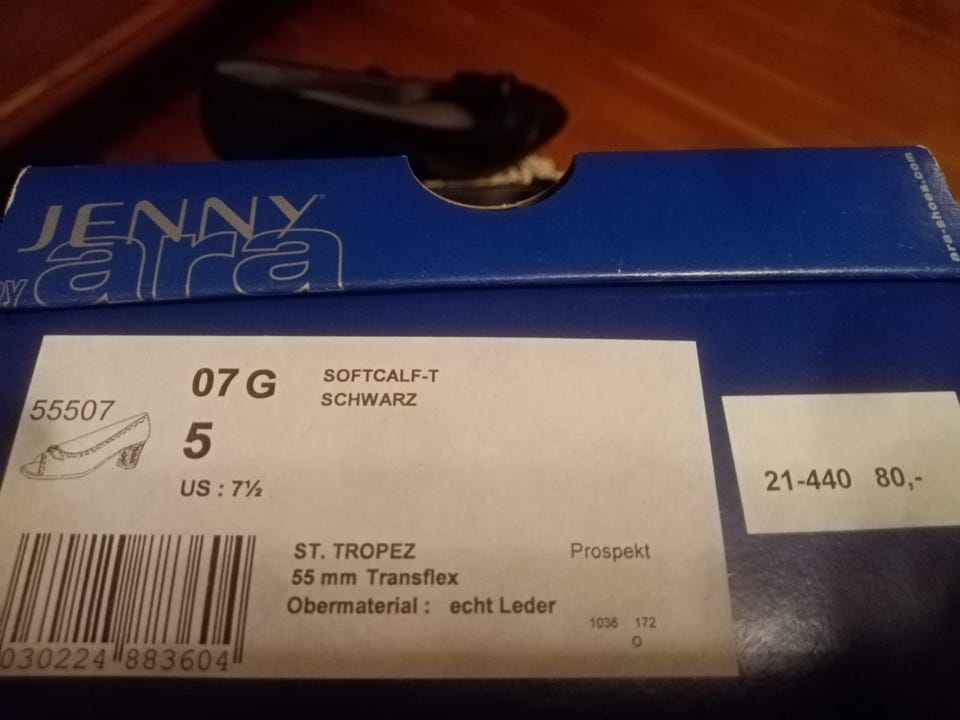 JENNY
BY ara
ara-shoes.com
55507
07 G
5
US : 7½
SOFTCALF-T
SCHWARZ
21-440 80,-
ST. TROPEZ
55 mm Transflex
Obermaterial : echt Leder
Prospekt
1036 172
O
030224 883604